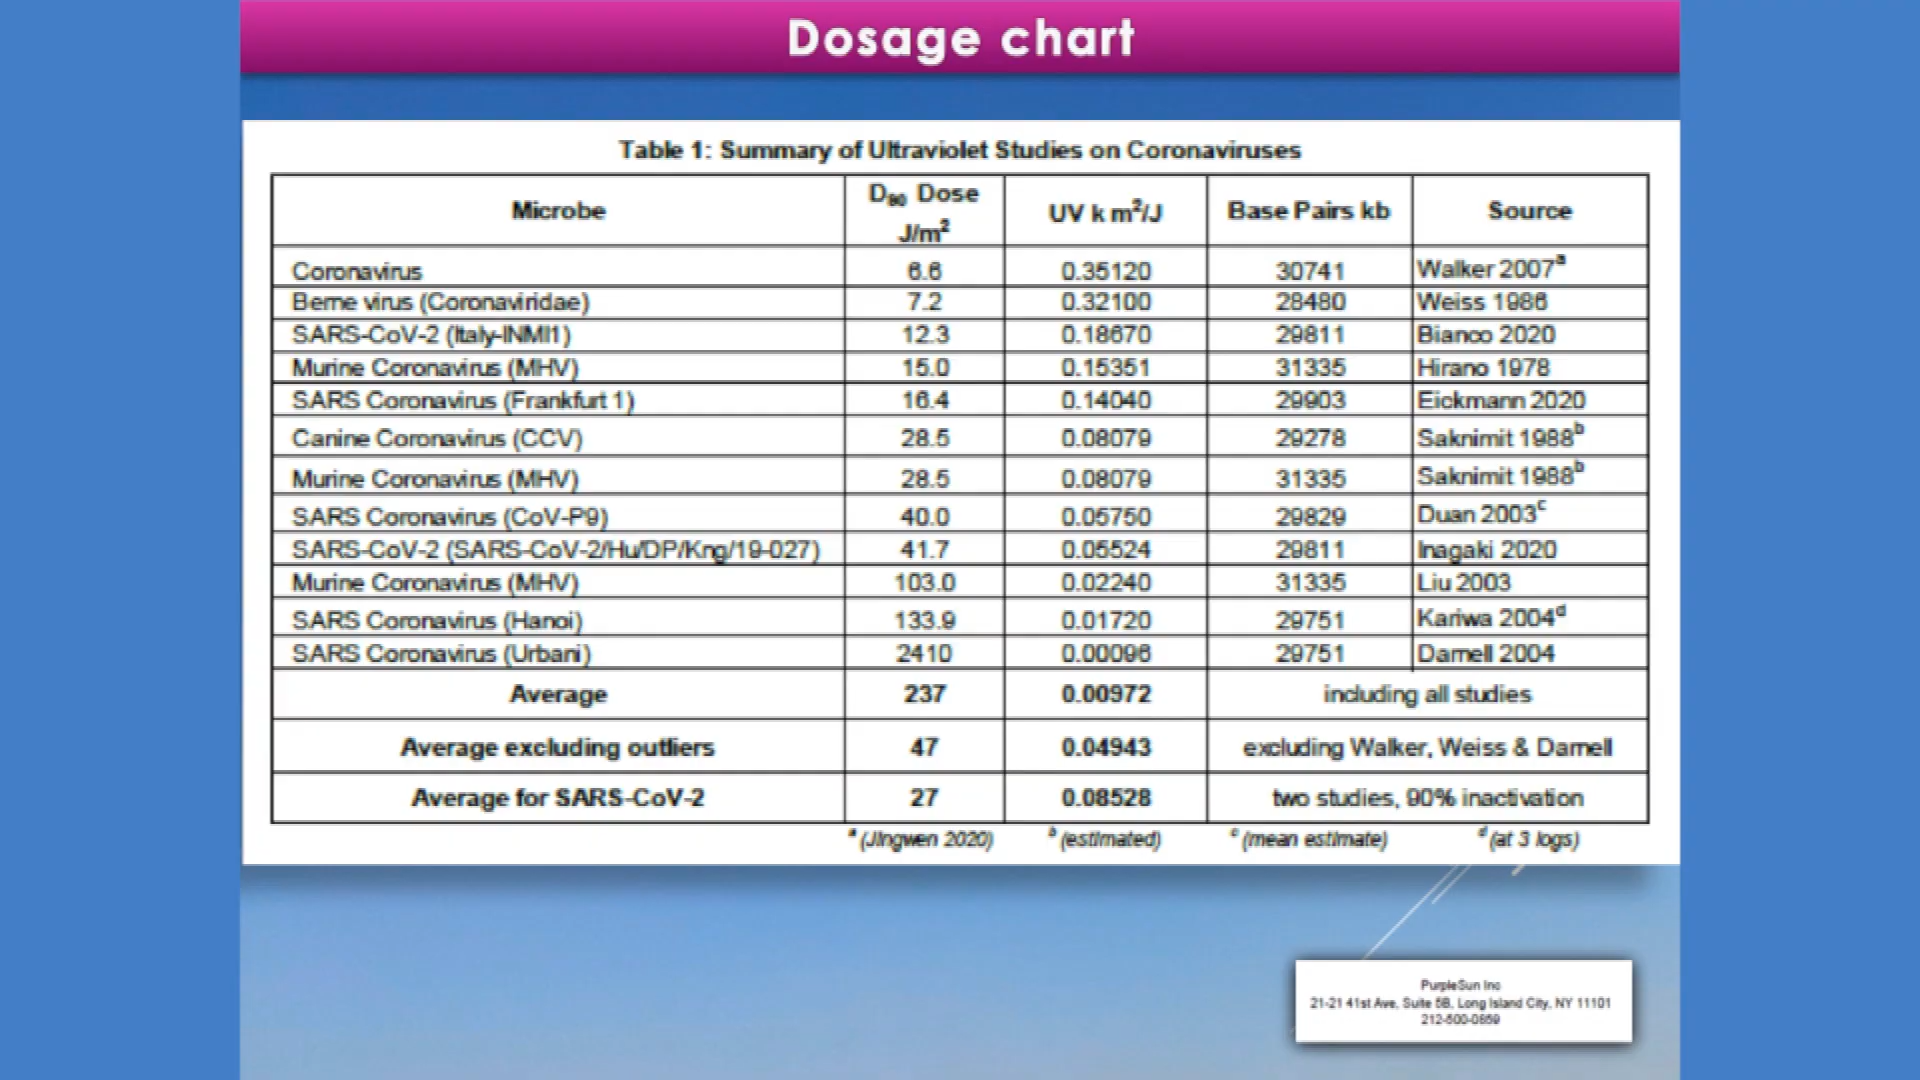 Dosage chart
Table 1: Summary of Ultraviolet Studies on Coronaviruses
Microbe D90 Dose J/m² UV k m²/J Base Pairs kb Source
Coronavirus 6.6 0.35120 30741 Walker 2007a
Berne virus (Coronaviridae) 7.2 0.32100 28480 Weiss 1986
SARS-CoV-2 (Italy-INMI1) 12.3 0.18670 29811 Bianco 2020
Murine Coronavirus (MHV) 15.0 0.15351 31335 Hirano 1978
SARS Coronavirus (Frankfurt 1) 16.4 0.14040 29903 Eickmann 2020
Canine Coronavirus (CCV) 28.5 0.08079 29278 Saknimit 1988b
Murine Coronavirus (MHV) 28.5 0.08079 31335 Saknimit 1988b
SARS Coronavirus (CoV-P9) 40.0 0.05750 29829 Duan 2003c
SARS-CoV-2 (SARS-CoV-2/Hu/DP/Kng/19-027) 41.7 0.05524 29811 Inagaki 2020
Murine Coronavirus (MHV) 103.0 0.02240 31335 Liu 2003
SARS Coronavirus (Hanoi) 133.9 0.01720 29751 Kariwa 2004d
SARS Coronavirus (Urbani) 2410 0.00096 29751 Darnell 2004
Average 237 0.00972 including all studies
Average excluding outliers 47 0.04943 excluding Walker, Weiss & Darnell
Average for SARS-CoV-2 27 0.08528 two studies, 90% inactivation
a (Jingwen 2020) b (estimated) c (mean estimate) d (at 3 logs)
PurpleSun Inc
21-21 41st Ave, Suite 5B, Long Island City, NY 11101